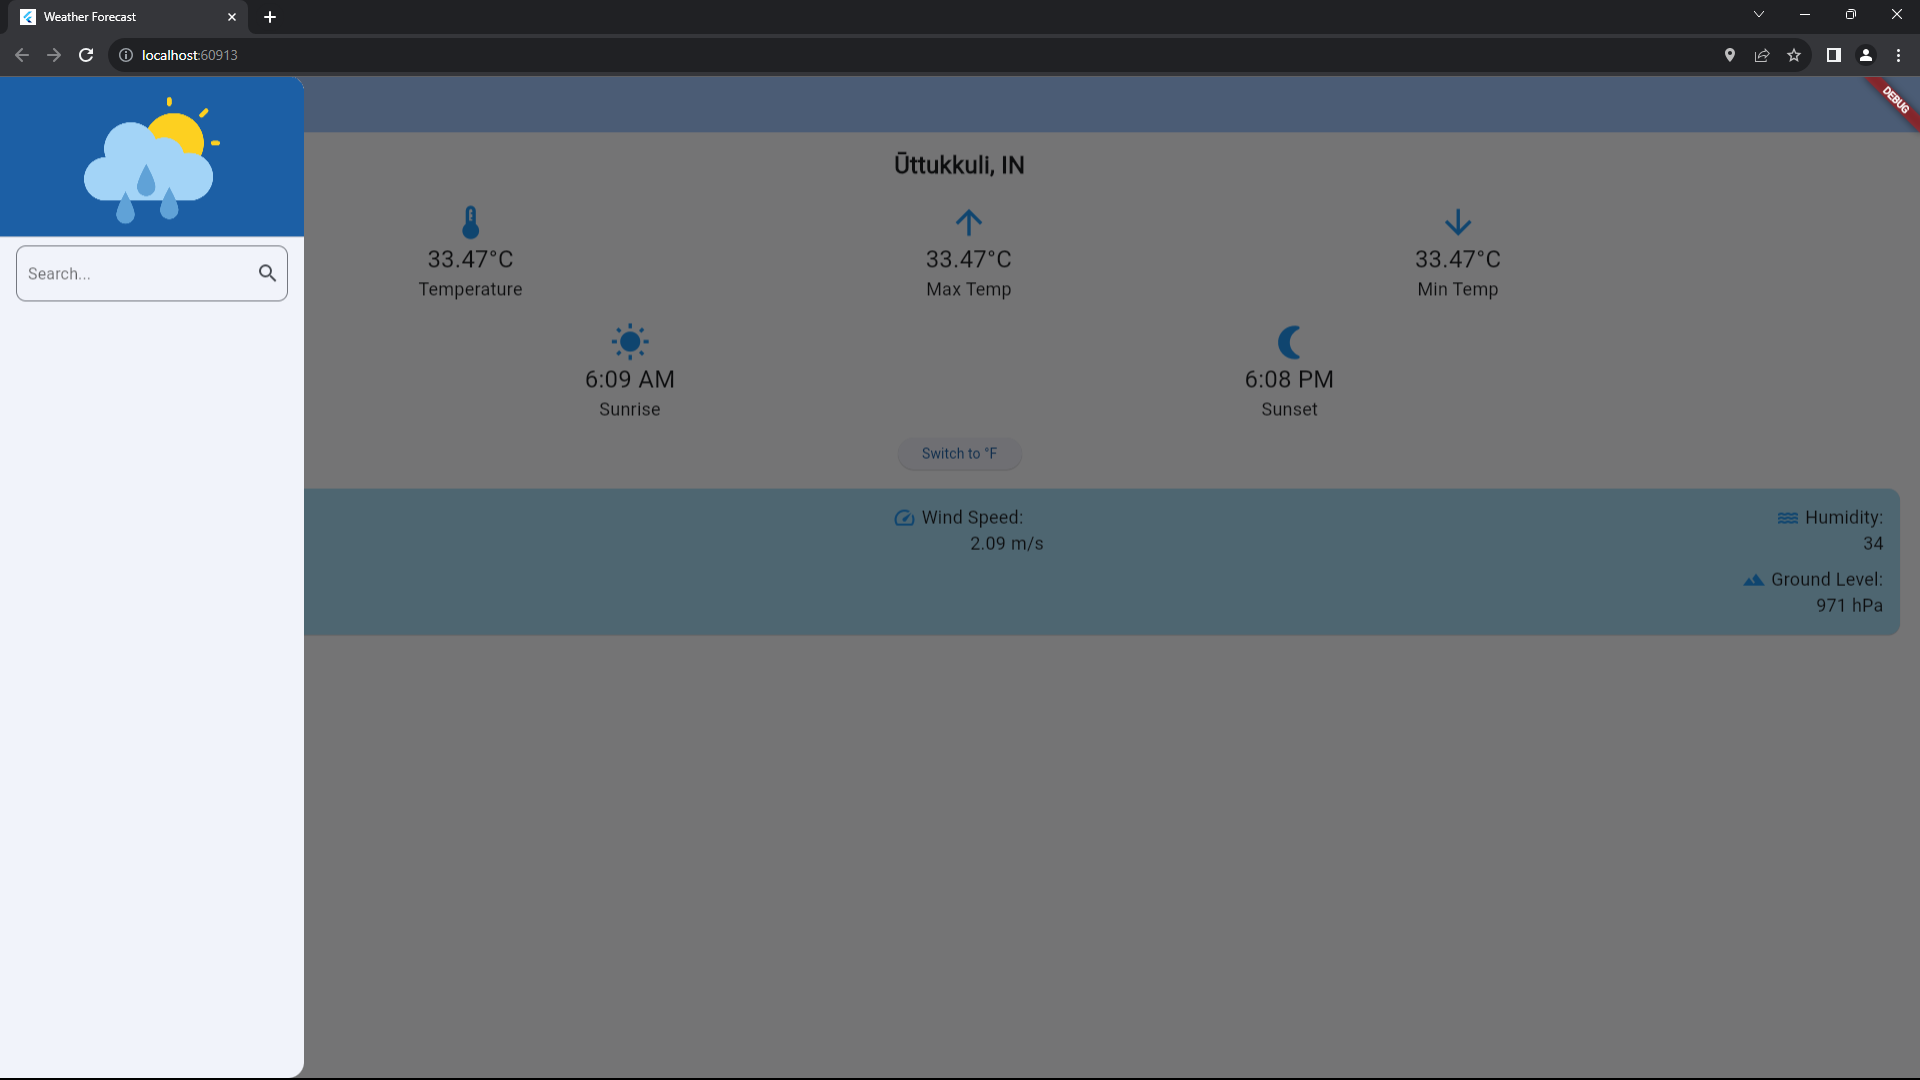 Weather Forecast
localhost:60913
DEBUG
Search...
Ūttukkuli, IN
33.47°C
Temperature
33.47°C
Max Temp
33.47°C
Min Temp
6:09 AM
Sunrise
6:08 PM
Sunset
Switch to °F
Wind Speed:
2.09 m/s
Humidity:
34
Ground Level:
971 hPa